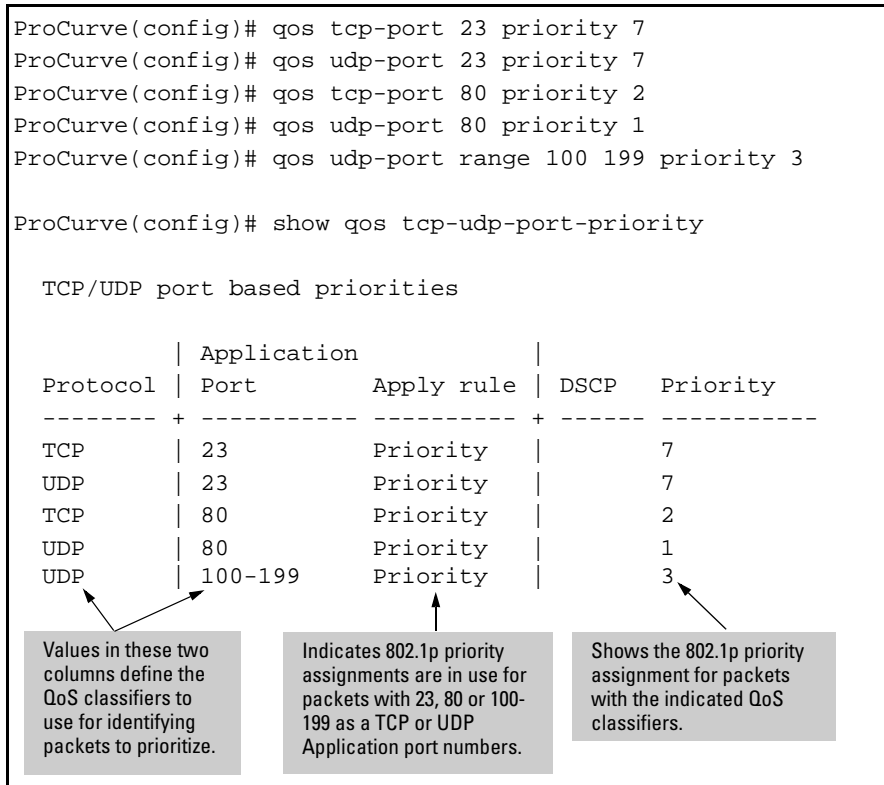 ProCurve(config)# qos tcp-port 23 priority 7
ProCurve(config)# qos udp-port 23 priority 7
ProCurve(config)# qos tcp-port 80 priority 2
ProCurve(config)# qos udp-port 80 priority 1
ProCurve(config)# qos udp-port range 100 199 priority 3
ProCurve(config)# show qos tcp-udp-port-priority
TCP/UDP port based priorities
| Application |
Protocol | Port Apply rule | DSCP Priority
-------- + ----------- ---------- + ------ -----------
TCP | 23 Priority | 7
UDP | 23 Priority | 7
TCP | 80 Priority | 2
UDP | 80 Priority | 1
UDP | 100-199 Priority | 3
Values in these two
columns define the
QoS classifiers to
use for identifying
packets to prioritize.
Indicates 802.1p priority
assignments are in use for
packets with 23, 80 or 100-
199 as a TCP or UDP
Application port numbers.
Shows the 802.1p priority
assignment for packets
with the indicated QoS
classifiers.